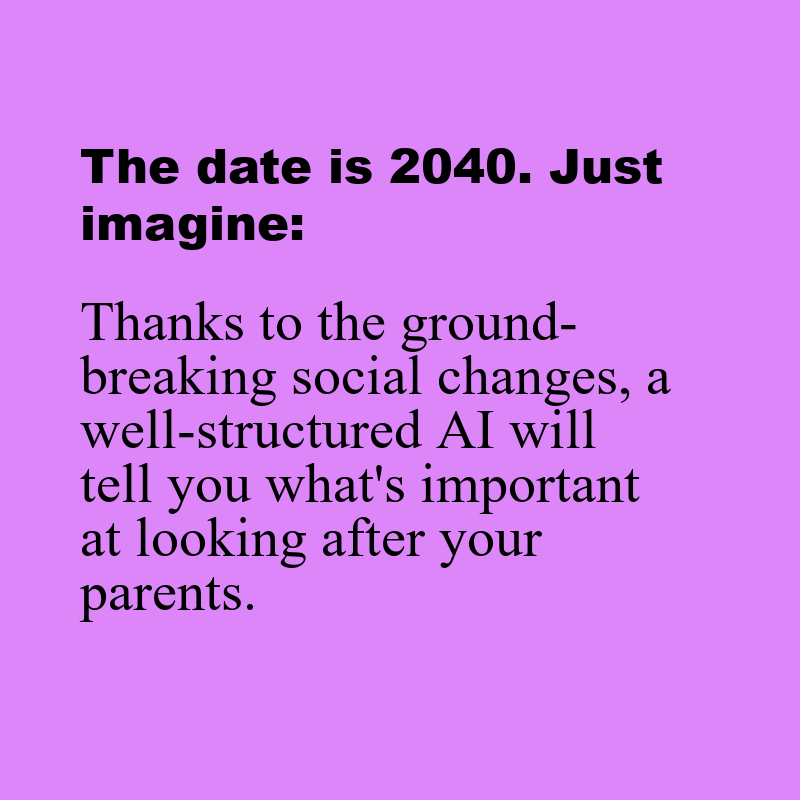 The date is 2040. Just
imagine:
Thanks to the ground-
breaking social changes, a
well-structured AI will
tell you what's important
at looking after your
parents.